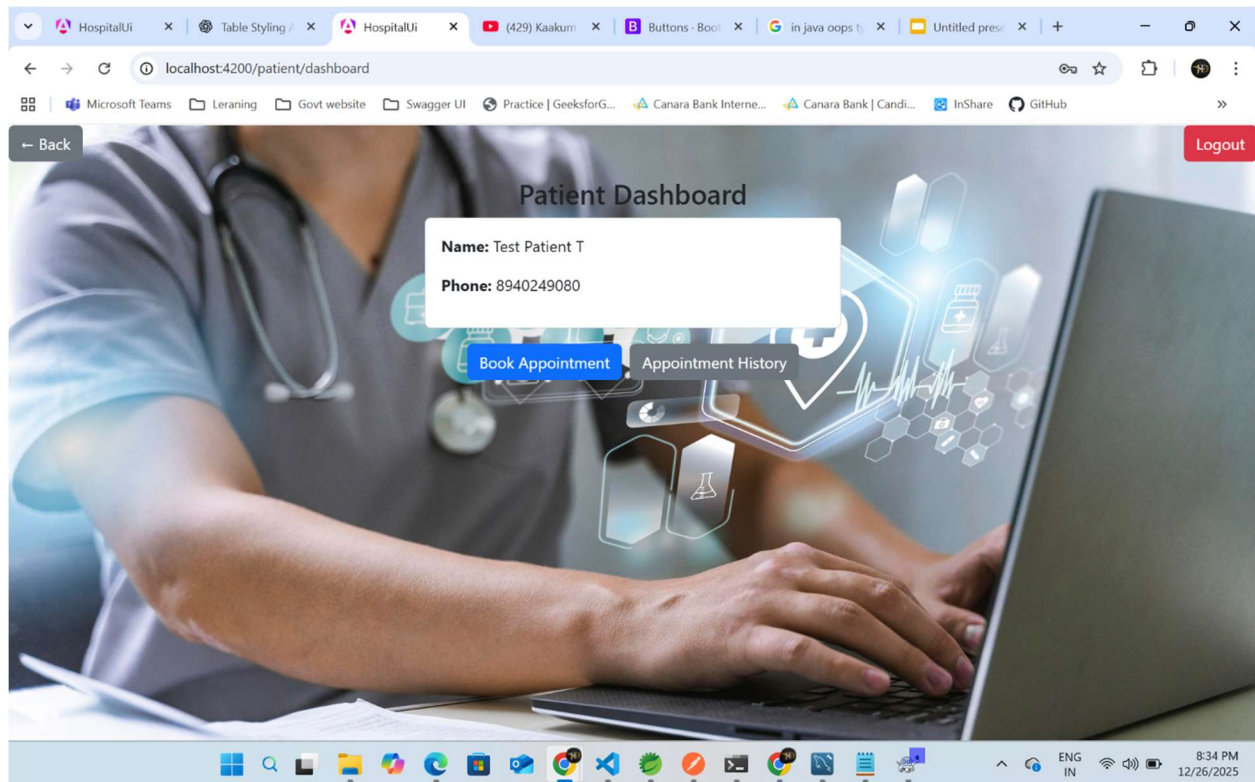 HospitalUi
Table Styling /
HospitalUi
(429) Kaakum
Buttons · Boot
in java oops ty
Untitled prese
localhost:4200/patient/dashboard
Microsoft Teams
Leraning
Govt website
Swagger UI
Practice | GeeksforG...
Canara Bank Interne...
Canara Bank | Candi...
InShare
GitHub
← Back
Logout
Patient Dashboard
Name: Test Patient T
Phone: 8940249080
Book Appointment
Appointment History
ENG
IN
8:34 PM
12/26/2025